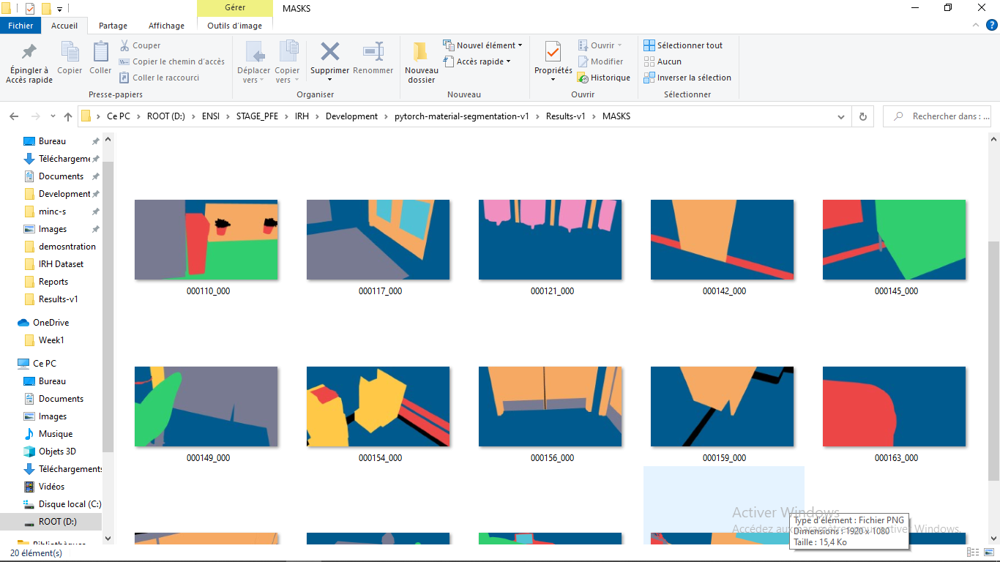 Gérer
MASKS
Fichier
Accueil
Partage
Affichage
Outils d'image
Épingler à
Accès rapide
Copier
Coller
Couper
Copier le chemin d'accès
Coller le raccourci
Presse-papiers
Déplacer
vers
Copier
vers
Supprimer
Renommer
Organiser
Nouveau
dossier
Nouvel élément
Accès rapide
Nouveau
Propriétés
Ouvrir
Modifier
Historique
Ouvrir
Sélectionner tout
Aucun
Inverser la sélection
Sélectionner
Ce PC > ROOT (D:) > ENSI > STAGE_PFE > IRH > Development > pytorch-material-segmentation-v1 > Results-v1 > MASKS
Rechercher dans : ...
Bureau
Téléchargeme
Documents
Development
minc-s
Images
demosntration
IRH Dataset
Reports
Results-v1
OneDrive
Week1
Ce PC
Bureau
Documents
Images
Musique
Objets 3D
Téléchargements
Vidéos
Disque local (C:)
ROOT (D:)
Bibliothèques
000110_000
000117_000
000121_000
000142_000
000145_000
000149_000
000154_000
000156_000
000159_000
000163_000
Activer Windows
Accédez aux paramètres pour activer Windows.
Type d'élément : Fichier PNG
Dimensions : 1920 x 1080
Taille : 15,4 Ko
20 élément(s)